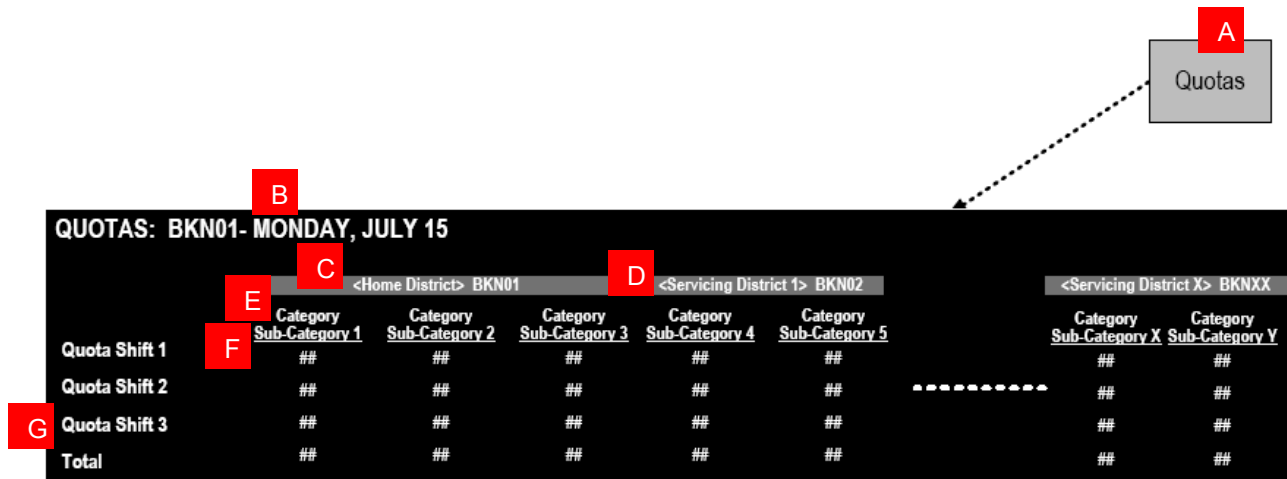 A
Quotas
B
QUOTAS: BKN01- MONDAY, JULY 15
C D
<Home District> BKN01 <Servicing District 1> BKN02 <Servicing District X> BKNXX
E
Category Category Category Category Category Category Category
F Sub-Category 1 Sub-Category 2 Sub-Category 3 Sub-Category 4 Sub-Category 5 Sub-Category X Sub-Category Y
Quota Shift 1 ## ## ## ## ## ## ##
Quota Shift 2 ## ## ## ## ## ## ##
G Quota Shift 3 ## ## ## ## ## ## ##
Total ## ## ## ## ## ## ##